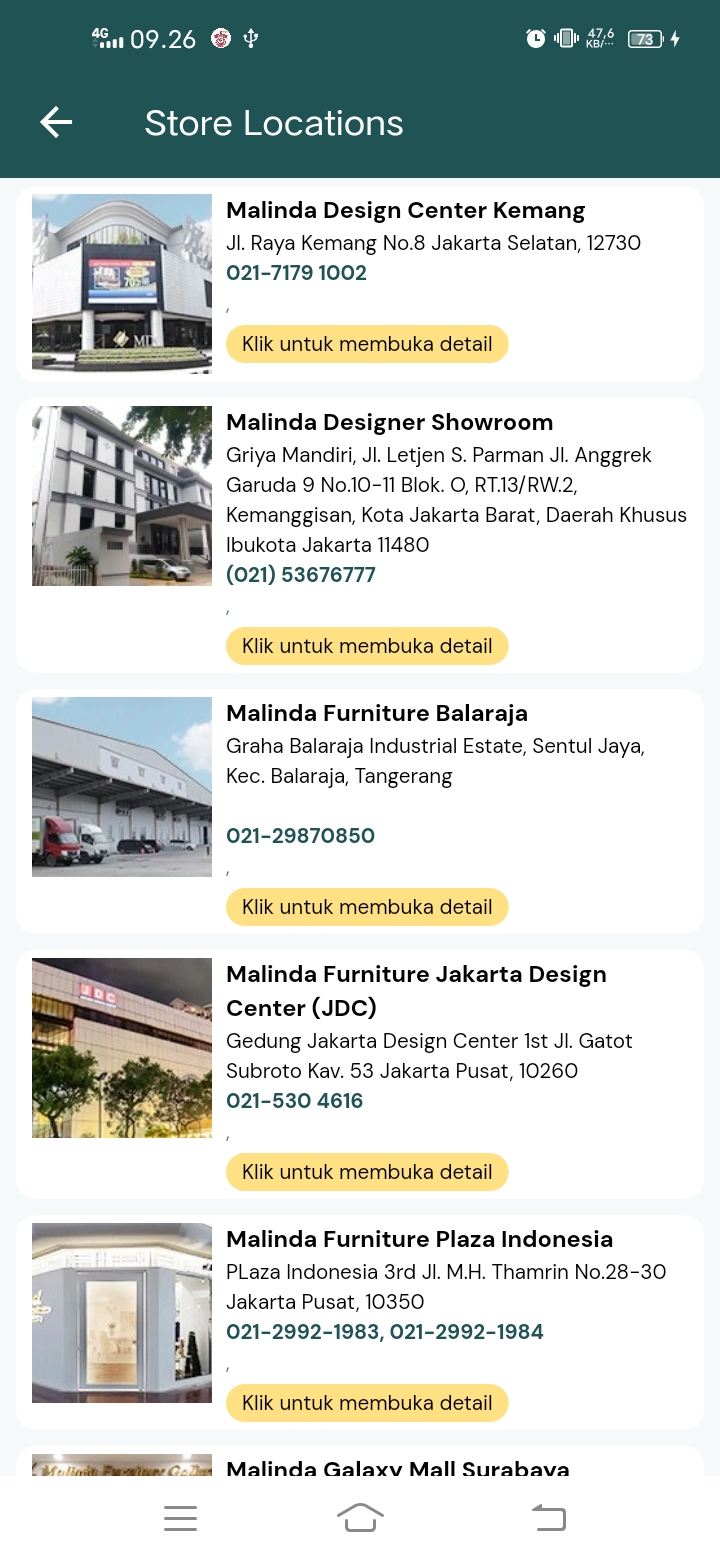 4G 09.26 47,6 KB/... 73
Store Locations
Malinda Design Center Kemang
Jl. Raya Kemang No.8 Jakarta Selatan, 12730
021-7179 1002
,
Klik untuk membuka detail
Malinda Designer Showroom
Griya Mandiri, Jl. Letjen S. Parman Jl. Anggrek
Garuda 9 No.10-11 Blok. O, RT.13/RW.2,
Kemanggisan, Kota Jakarta Barat, Daerah Khusus
Ibukota Jakarta 11480
(021) 53676777
,
Klik untuk membuka detail
Malinda Furniture Balaraja
Graha Balaraja Industrial Estate, Sentul Jaya,
Kec. Balaraja, Tangerang
021-29870850
,
Klik untuk membuka detail
JDC
Malinda Furniture Jakarta Design
Center (JDC)
Gedung Jakarta Design Center 1st Jl. Gatot
Subroto Kav. 53 Jakarta Pusat, 10260
021-530 4616
,
Klik untuk membuka detail
Malinda Furniture Plaza Indonesia
PLaza Indonesia 3rd Jl. M.H. Thamrin No.28-30
Jakarta Pusat, 10350
021-2992-1983, 021-2992-1984
,
Klik untuk membuka detail
Malinda Galaxy Mall Surabaya